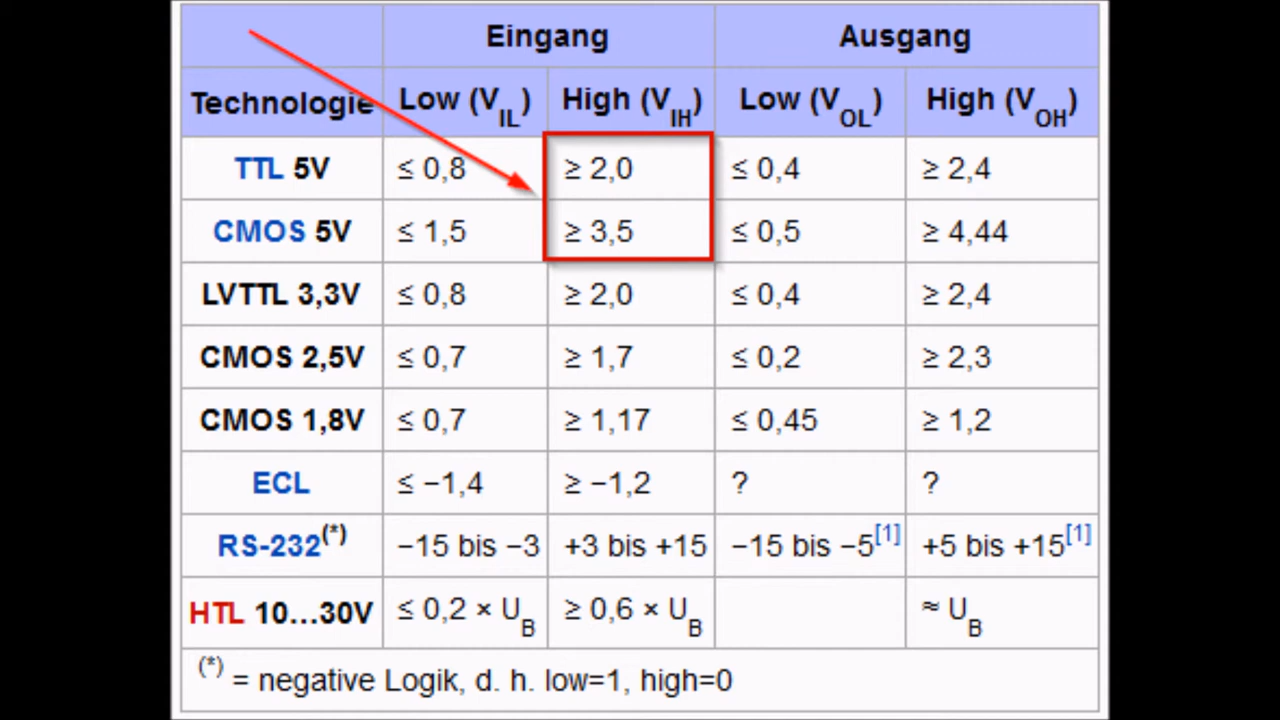 Eingang Ausgang
Technologie Low (VIL) High (VIH) Low (VOL) High (VOH)
TTL 5V ≤ 0,8 ≥ 2,0 ≤ 0,4 ≥ 2,4
CMOS 5V ≤ 1,5 ≥ 3,5 ≤ 0,5 ≥ 4,44
LVTTL 3,3V ≤ 0,8 ≥ 2,0 ≤ 0,4 ≥ 2,4
CMOS 2,5V ≤ 0,7 ≥ 1,7 ≤ 0,2 ≥ 2,3
CMOS 1,8V ≤ 0,7 ≥ 1,17 ≤ 0,45 ≥ 1,2
ECL ≤ −1,4 ≥ −1,2 ? ?
RS-232(*) −15 bis −3 +3 bis +15 −15 bis −5[1] +5 bis +15[1]
HTL 10...30V ≤ 0,2 × UB ≥ 0,6 × UB ≈ UB
(*) = negative Logik, d. h. low=1, high=0